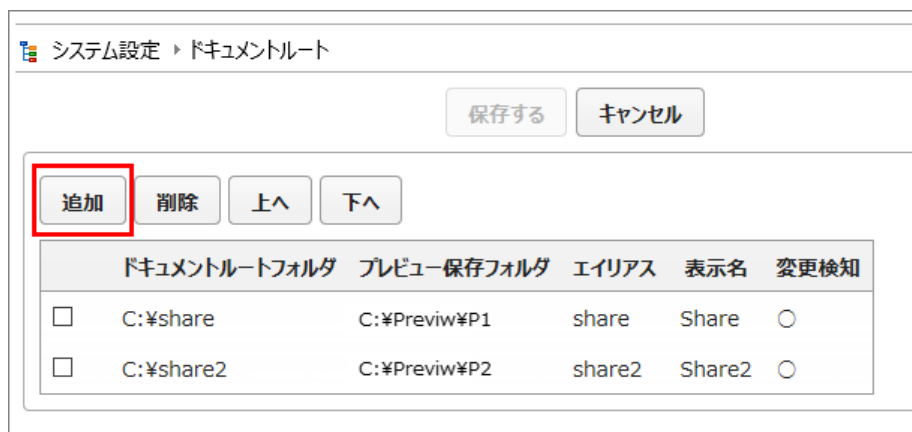 システム設定 ▸ ドキュメントルート
保存する キャンセル
追加 削除 上へ 下へ
ドキュメントルートフォルダ プレビュー保存フォルダ エイリアス 表示名 変更検知
C:¥share C:¥Previw¥P1 share Share ○
C:¥share2 C:¥Previw¥P2 share2 Share2 ○